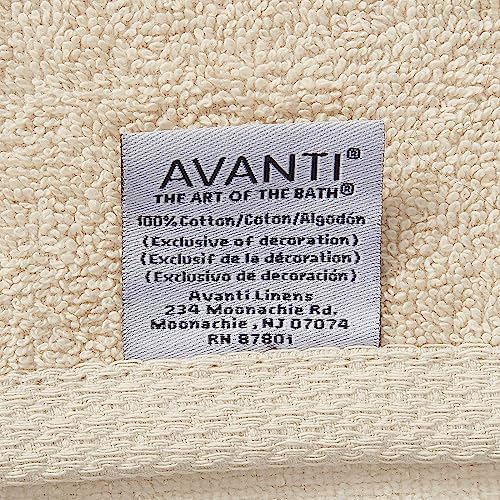 AVANTI®
THE ART OF THE BATH®
100% Cotton/Coton/Algodón
(Exclusive of decoration)
(Exclusif de la décoration)
(Exclusivo de decoración)
Avanti Linens
234 Moonachie Rd.
Moonachie , NJ 07074
RN 87801